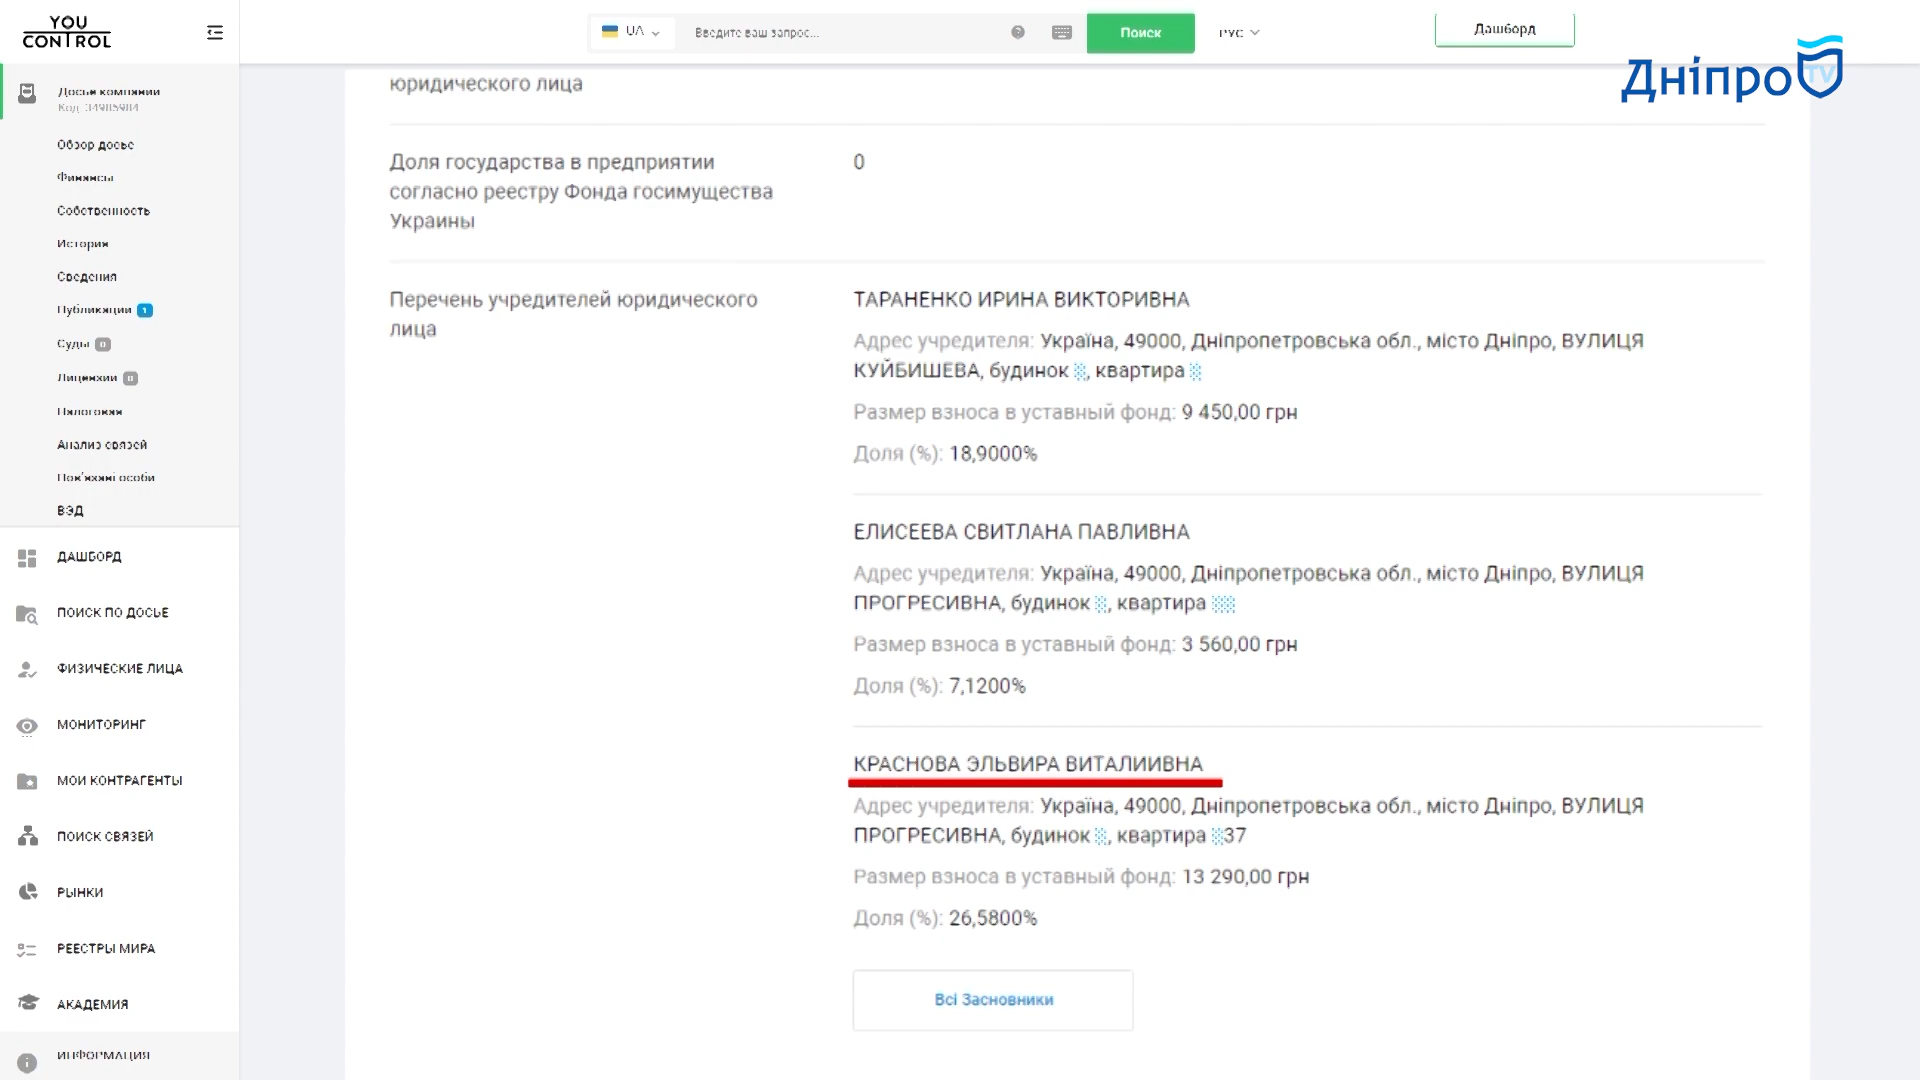 YOU
CONTROL
UA
Введите ваш запрос...
Поиск
РУС
Дашборд
Дніпро TV
Досье компании
Код: 34985984
Обзор досье
Финансы
Собственность
История
Сведения
Публикации 1
Суды 0
Лицензии 0
Налоговая
Анализ связей
Пов'язані особи
ВЭД
ДАШБОРД
ПОИСК ПО ДОСЬЕ
ФИЗИЧЕСКИЕ ЛИЦА
МОНИТОРИНГ
МОИ КОНТРАГЕНТЫ
ПОИСК СВЯЗЕЙ
РЫНКИ
РЕЕСТРЫ МИРА
АКАДЕМИЯ
ИНФОРМАЦИЯ
юридического лица
Доля государства в предприятии
согласно реестру Фонда госимущества
Украины
0
Перечень учредителей юридического
лица
ТАРАНЕНКО ИРИНА ВИКТОРИВНА
Адрес учредителя: Україна, 49000, Дніпропетровська обл., місто Дніпро, ВУЛИЦЯ
КУЙБИШЕВА, будинок , квартира
Размер взноса в уставный фонд: 9 450,00 грн
Доля (%): 18,9000%
ЕЛИСЕЕВА СВИТЛАНА ПАВЛИВНА
Адрес учредителя: Україна, 49000, Дніпропетровська обл., місто Дніпро, ВУЛИЦЯ
ПРОГРЕСИВНА, будинок , квартира
Размер взноса в уставный фонд: 3 560,00 грн
Доля (%): 7,1200%
КРАСНОВА ЭЛЬВИРА ВИТАЛИИВНА
Адрес учредителя: Україна, 49000, Дніпропетровська обл., місто Дніпро, ВУЛИЦЯ
ПРОГРЕСИВНА, будинок , квартира 37
Размер взноса в уставный фонд: 13 290,00 грн
Доля (%): 26,5800%
Всі Засновники